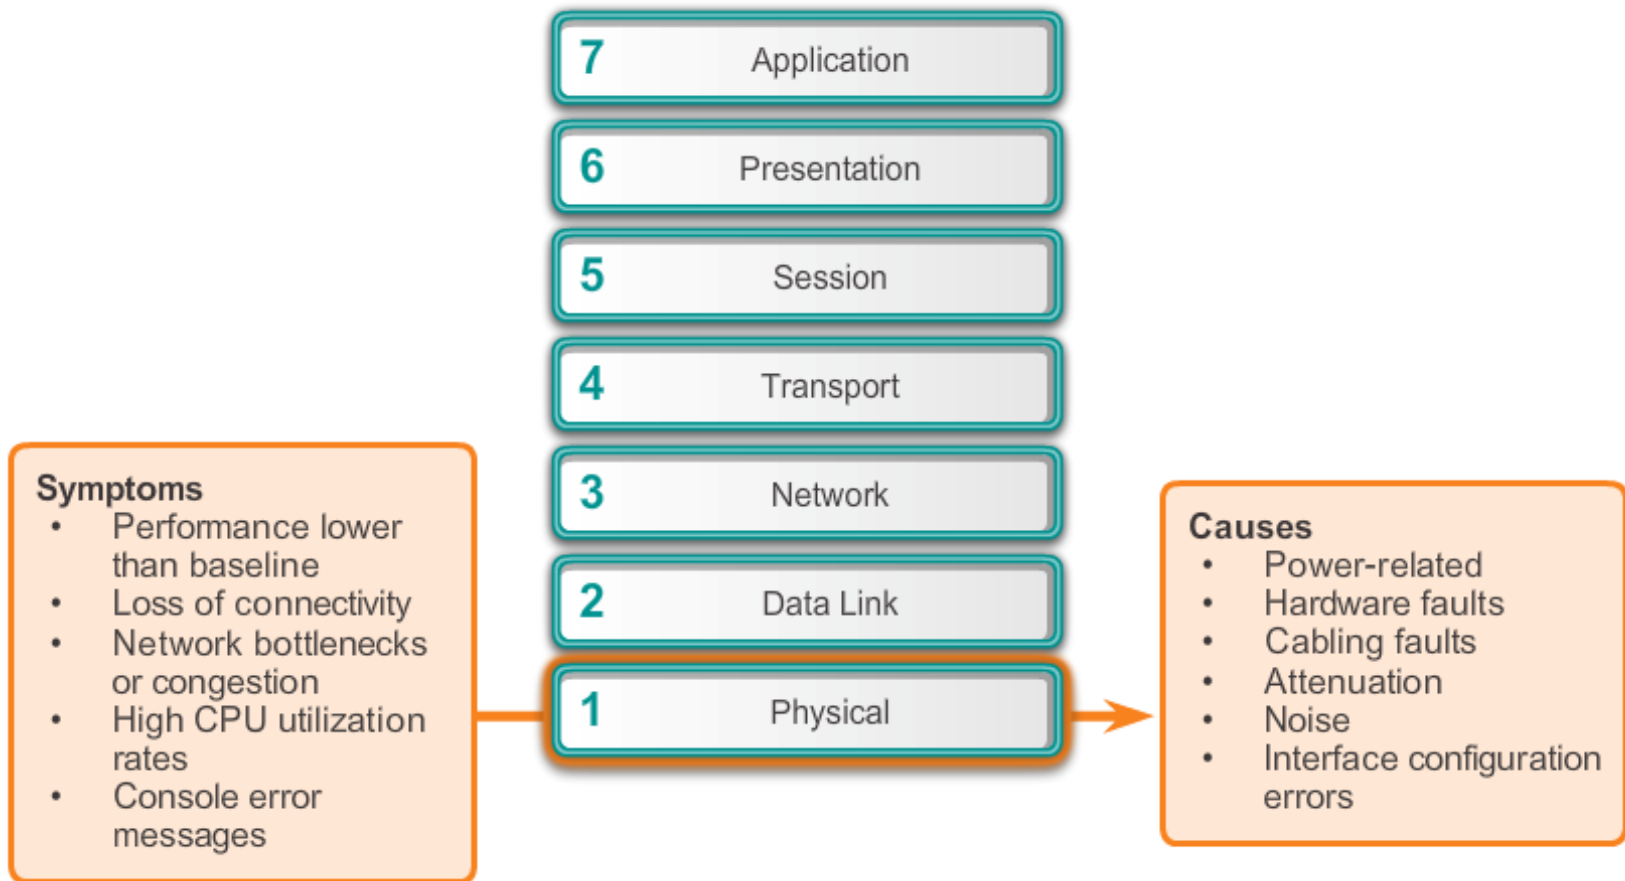 7 Application
6 Presentation
5 Session
4 Transport
3 Network
2 Data Link
1 Physical
Symptoms
• Performance lower
than baseline
• Loss of connectivity
• Network bottlenecks
or congestion
• High CPU utilization
rates
• Console error
messages
Causes
• Power-related
• Hardware faults
• Cabling faults
• Attenuation
• Noise
• Interface configuration
errors